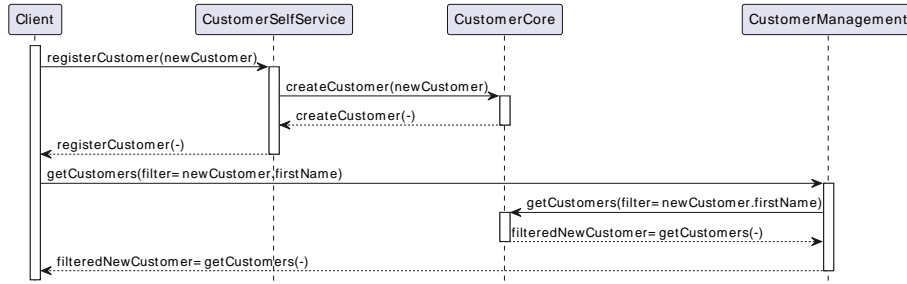 Client CustomerSelfService CustomerCore CustomerManagement
registerCustomer(newCustomer)
createCustomer(newCustomer)
createCustomer(-)
registerCustomer(-)
getCustomers(filter= newCustomer.firstName)
getCustomers(filter= newCustomer.firstName)
filteredNewCustomer= getCustomers(-)
filteredNewCustomer= getCustomers(-)